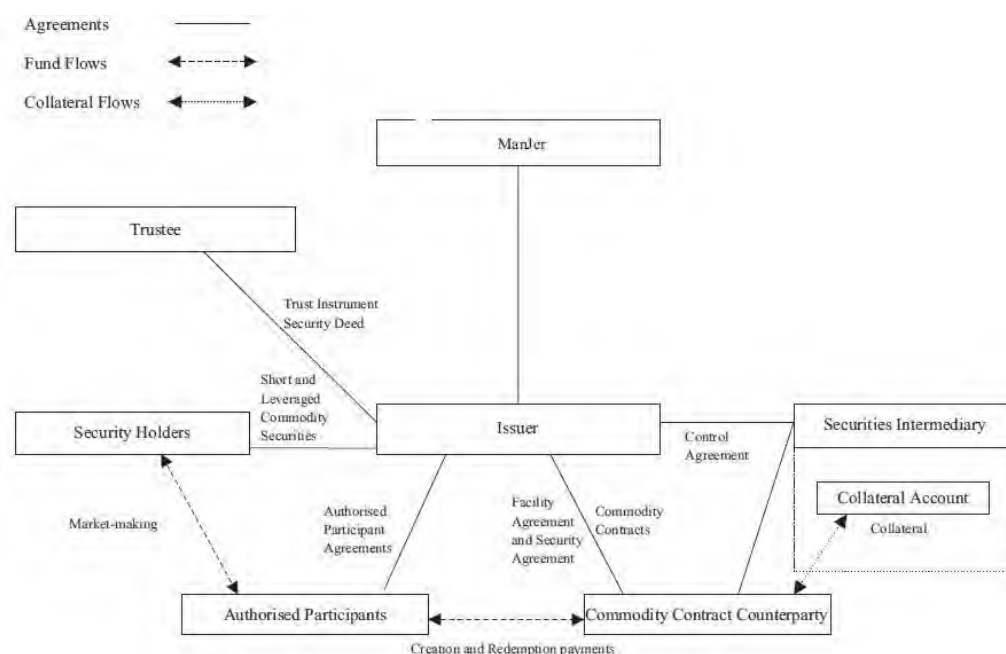 Agreements
Fund Flows
Collateral Flows
ManJer
Trustee
Trust Instrument
Security Deed
Short and
Leveraged
Commodity
Securities
Security Holders
Issuer
Control
Agreement
Securities Intermediary
Collateral Account
Collateral
Market-making
Authorised
Participant
Agreements
Facility
Agreement
and Security
Agreement
Commodity
Contracts
Authorised Participants
Commodity Contract Counterparty
Creation and Redemption payments